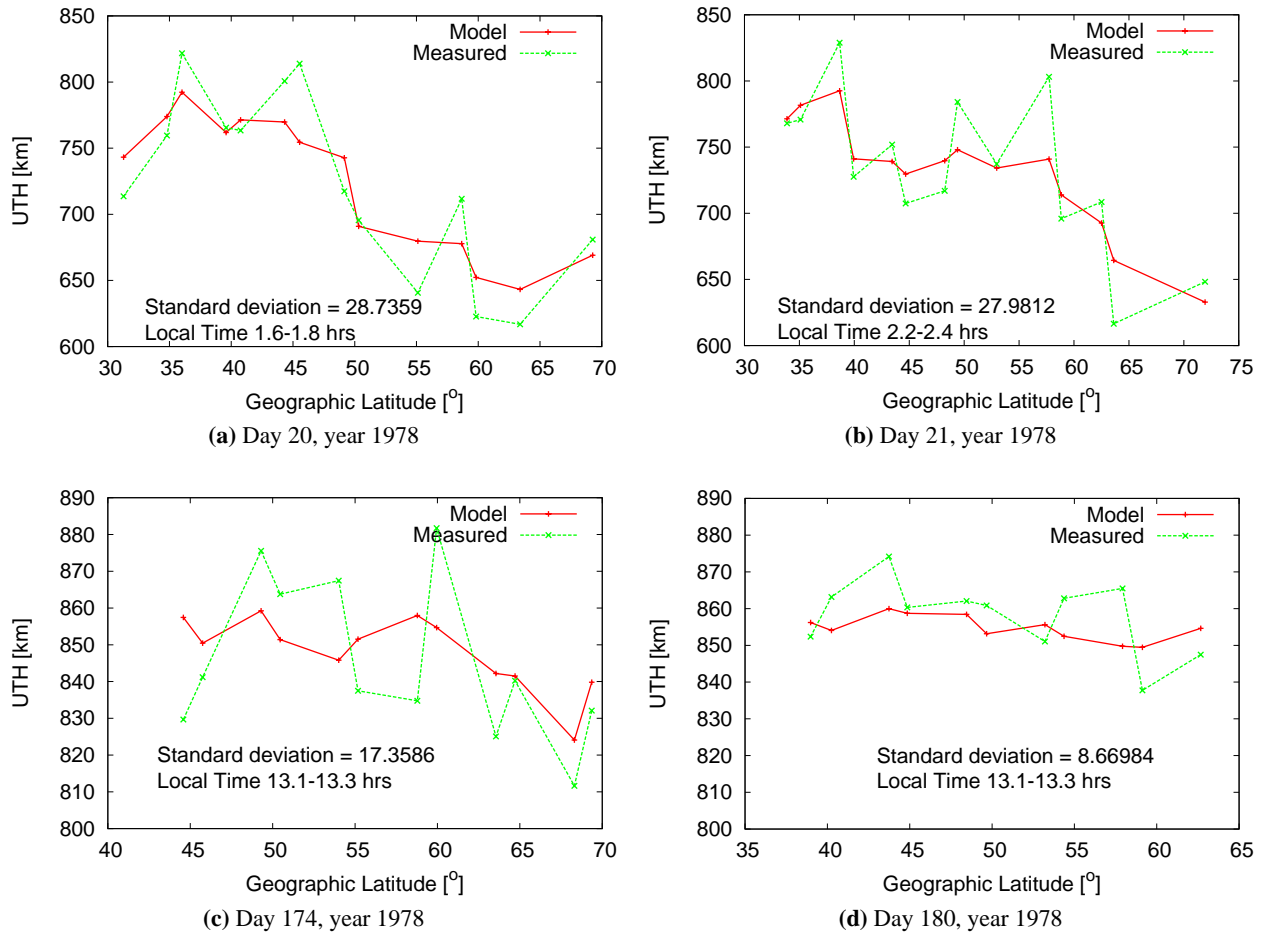 850
800
750
700
650
600
UTH [km]
Model
Measured
Standard deviation = 28.7359
Local Time 1.6-1.8 hrs
30 35 40 45 50 55 60 65 70
Geographic Latitude [o]
(a) Day 20, year 1978
850
800
750
700
650
600
UTH [km]
Model
Measured
Standard deviation = 27.9812
Local Time 2.2-2.4 hrs
30 35 40 45 50 55 60 65 70 75
Geographic Latitude [o]
(b) Day 21, year 1978
890
880
870
860
850
840
830
820
810
800
UTH [km]
Model
Measured
Standard deviation = 17.3586
Local Time 13.1-13.3 hrs
40 45 50 55 60 65 70
Geographic Latitude [o]
(c) Day 174, year 1978
890
880
870
860
850
840
830
820
810
800
UTH [km]
Model
Measured
Standard deviation = 8.66984
Local Time 13.1-13.3 hrs
35 40 45 50 55 60 65
Geographic Latitude [o]
(d) Day 180, year 1978